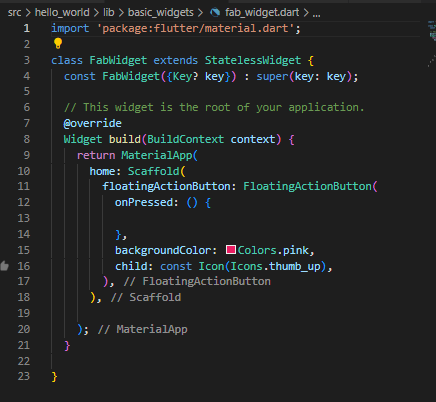 src > hello_world > lib > basic_widgets > fab_widget.dart > ...
1 import 'package:flutter/material.dart';
2
3 class FabWidget extends StatelessWidget {
4   const FabWidget({Key? key}) : super(key: key);
5
6   // This widget is the root of your application.
7   @override
8   Widget build(BuildContext context) {
9     return MaterialApp(
10       home: Scaffold(
11         floatingActionButton: FloatingActionButton(
12           onPressed: () {
13
14           },
15           backgroundColor: Colors.pink,
16           child: const Icon(Icons.thumb_up),
17         ), // FloatingActionButton
18       ), // Scaffold
19
20     ); // MaterialApp
21   }
22
23 }